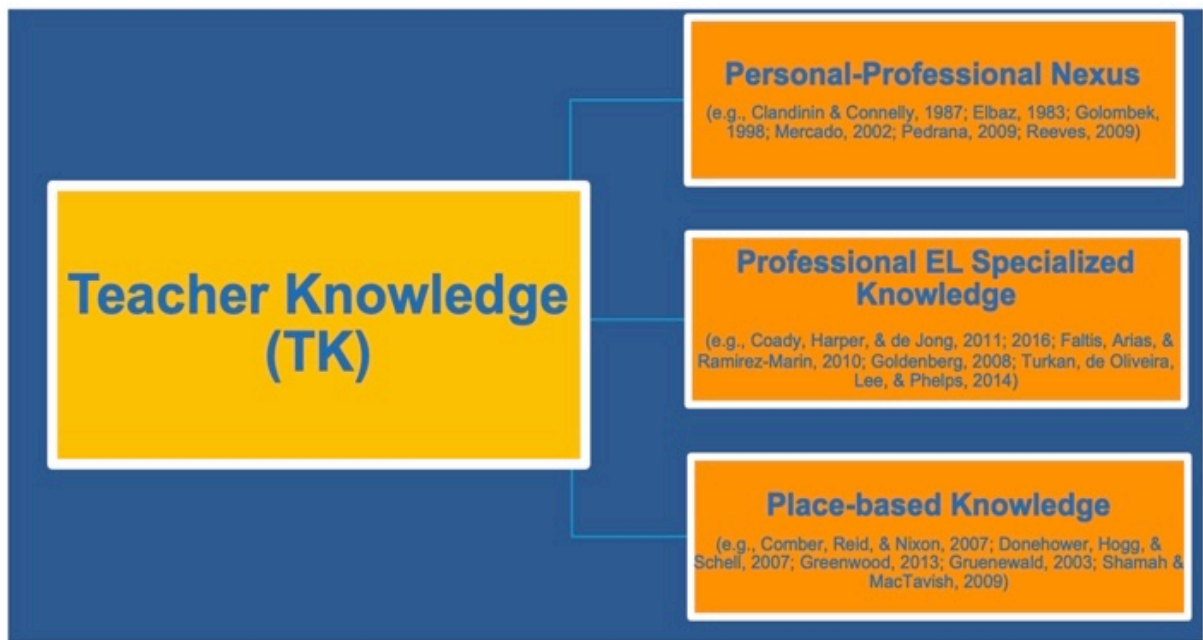 Teacher Knowledge
(TK)
Personal-Professional Nexus
(e.g., Clandinin & Connelly, 1987; Elbaz, 1983; Golombek,
1998; Mercado, 2002; Pedrana, 2009; Reeves, 2009)
Professional EL Specialized
Knowledge
(e.g., Coady, Harper, & de Jong, 2011; 2016; Faltis, Arias, &
Ramirez-Marin, 2010; Goldenberg, 2008; Turkan, de Oliveira,
Lee, & Phelps, 2014)
Place-based Knowledge
(e.g., Comber, Reid, & Nixon, 2007; Donehower, Hogg, &
Schell, 2007; Greenwood, 2013; Gruenewald, 2003; Shamah &
MacTavish, 2009)